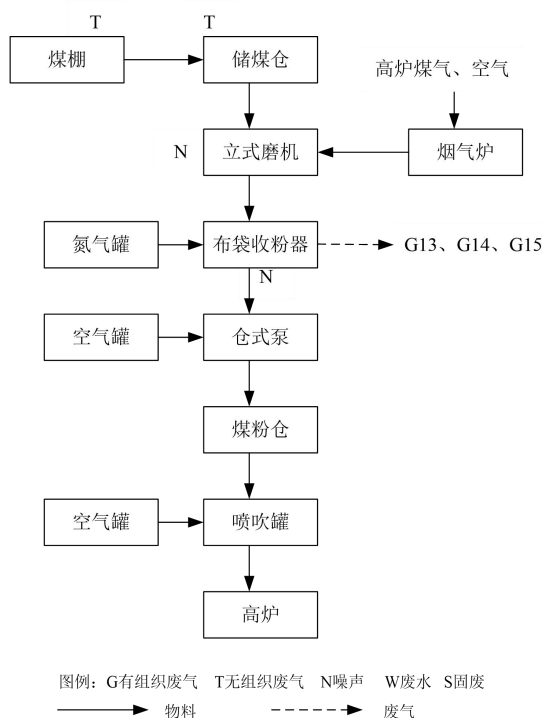 T
T
煤棚
储煤仓
高炉煤气、空气
N
立式磨机
烟气炉
氮气罐
布袋收粉器
G13、G14、G15
N
空气罐
仓式泵
煤粉仓
空气罐
喷吹罐
高炉
图例：G有组织废气 T无组织废气 N噪声 W废水 S固废
物料
废气